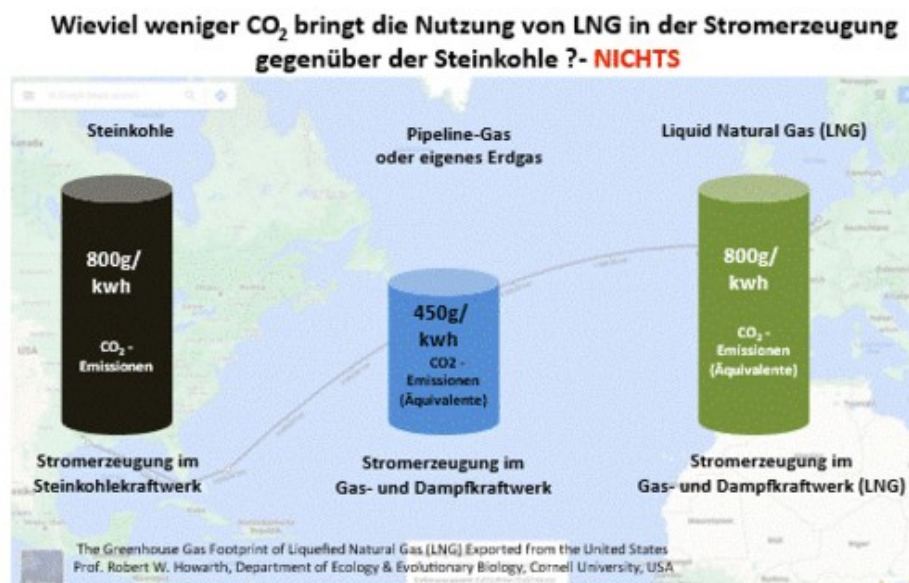 Wieviel weniger CO₂ bringt die Nutzung von LNG in der Stromerzeugung
gegenüber der Steinkohle ?- NICHTS
Steinkohle
Pipeline-Gas
oder eigenes Erdgas
Liquid Natural Gas (LNG)
800g/
kwh
CO₂ -
Emissionen
450g/
kwh
CO2 -
Emissionen
(Äquivalente)
800g/
kwh
CO₂ -
Emissionen
(Äquivalente)
Stromerzeugung im
Steinkohlekraftwerk
Stromerzeugung im
Gas- und Dampfkraftwerk
Stromerzeugung im
Gas- und Dampfkraftwerk (LNG)
The Greenhouse Gas Footprint of Liquefied Natural Gas (LNG) Exported from the United States
Prof. Robert W. Howarth, Department of Ecology & Evolutionary Biology, Cornell University, USA
USA